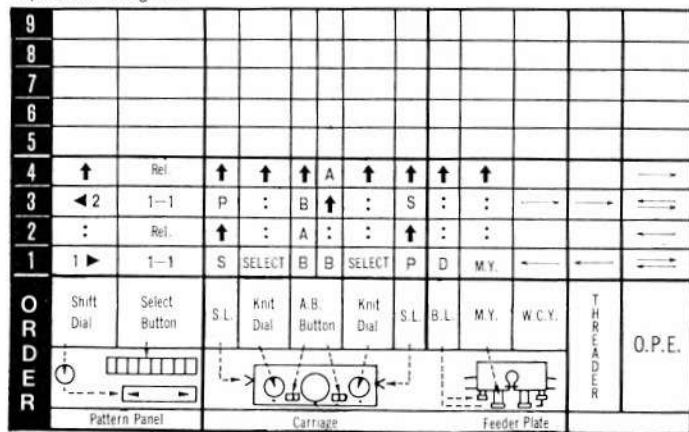 9
8
7
6
5
4 ↑ Rel. ↑ ↑ ↑ A ↑ ↑ ↑ ↑ →
3 ◀ 2 1-1 P : B ↑ : S : : → → ⇄
2 : Rel. ↑ : A : : ↑ : : ←
1 1 ▶ 1-1 S SELECT B B SELECT P D M.Y. ← ← ⇄
ORDER
Shift Dial
Select Button
S.L.
Knit Dial
A.B. Button
Knit Dial
S.L.
B.L.
M.Y.
W.C.Y.
THREADER
O.P.E.
Pattern Panel
Carriage
Feeder Plate